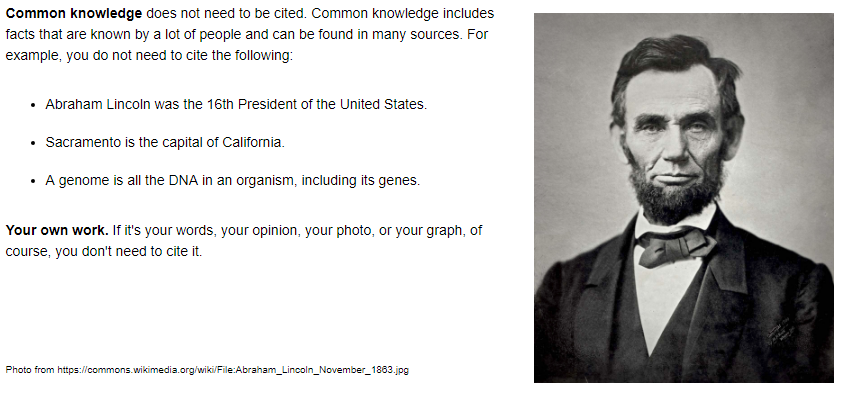 Common knowledge does not need to be cited. Common knowledge includes
facts that are known by a lot of people and can be found in many sources. For
example, you do not need to cite the following:
• Abraham Lincoln was the 16th President of the United States.
• Sacramento is the capital of California.
• A genome is all the DNA in an organism, including its genes.
Your own work. If it's your words, your opinion, your photo, or your graph, of
course, you don't need to cite it.
Photo from https://commons.wikimedia.org/wiki/File:Abraham_Lincoln_November_1863.jpg